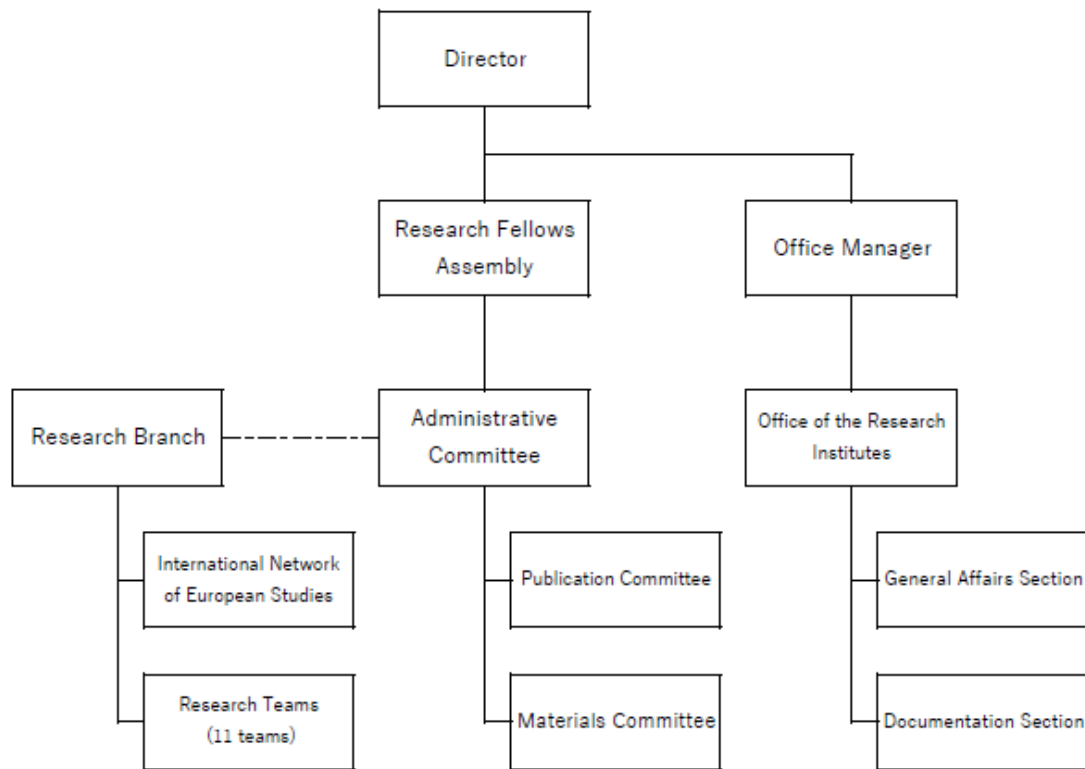 Director
Research Fellows
Assembly
Office Manager
Research Branch
Administrative
Committee
Office of the Research
Institutes
International Network
of European Studies
Publication Committee
General Affairs Section
Research Teams
(11 teams)
Materials Committee
Documentation Section